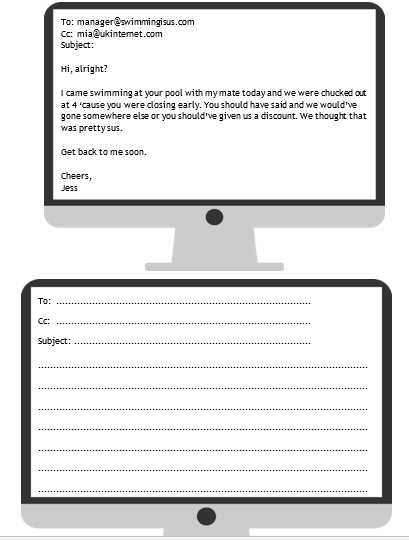 To: manager@swimmingisus.com
Cc: mia@ukinternet.com
Subject:
Hi, alright?
I came swimming at your pool with my mate today and we were chucked out
at 4 ‘cause you were closing early. You should have said and we would’ve
gone somewhere else or you should’ve given us a discount. We thought that
was pretty sus.
Get back to me soon.
Cheers,
Jess
To: ....................................................................................
Cc: ....................................................................................
Subject: ..............................................................................